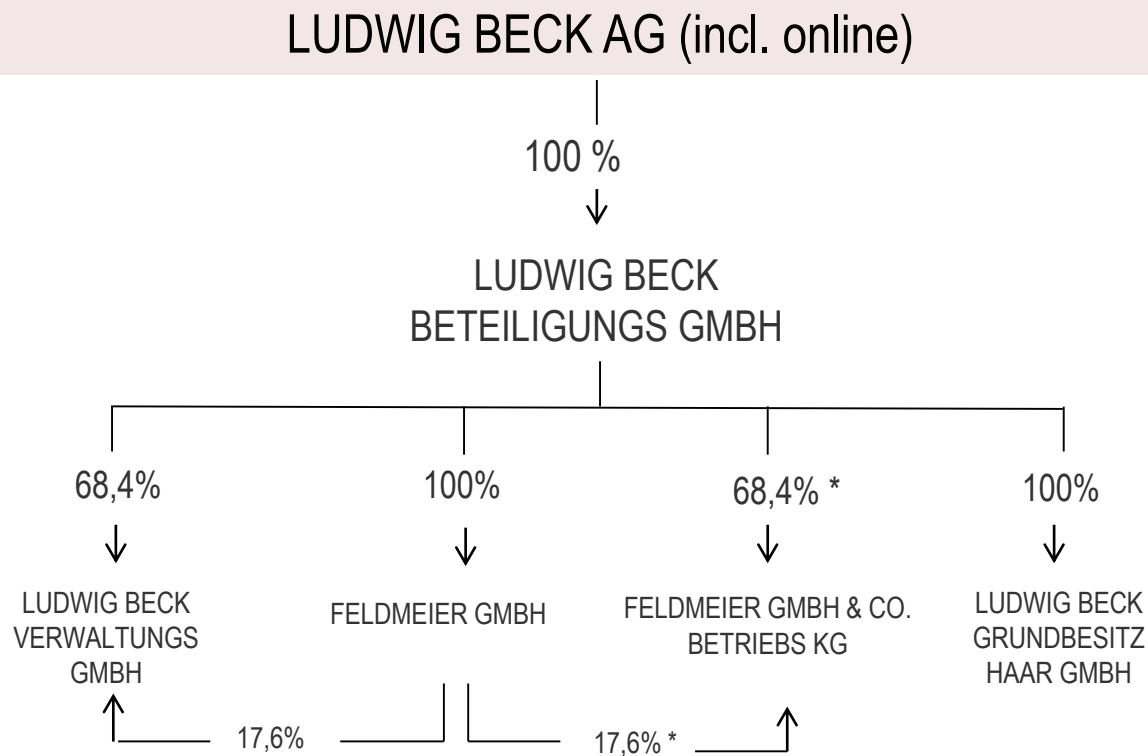 LUDWIG BECK AG (incl. online)
100 %
LUDWIG BECK
BETEILIGUNGS GMBH
68,4%
100%
68,4% *
100%
LUDWIG BECK
VERWALTUNGS
GMBH
FELDMEIER GMBH
FELDMEIER GMBH & CO.
BETRIEBS KG
LUDWIG BECK
GRUNDBESITZ
HAAR GMBH
17,6%
17,6% *